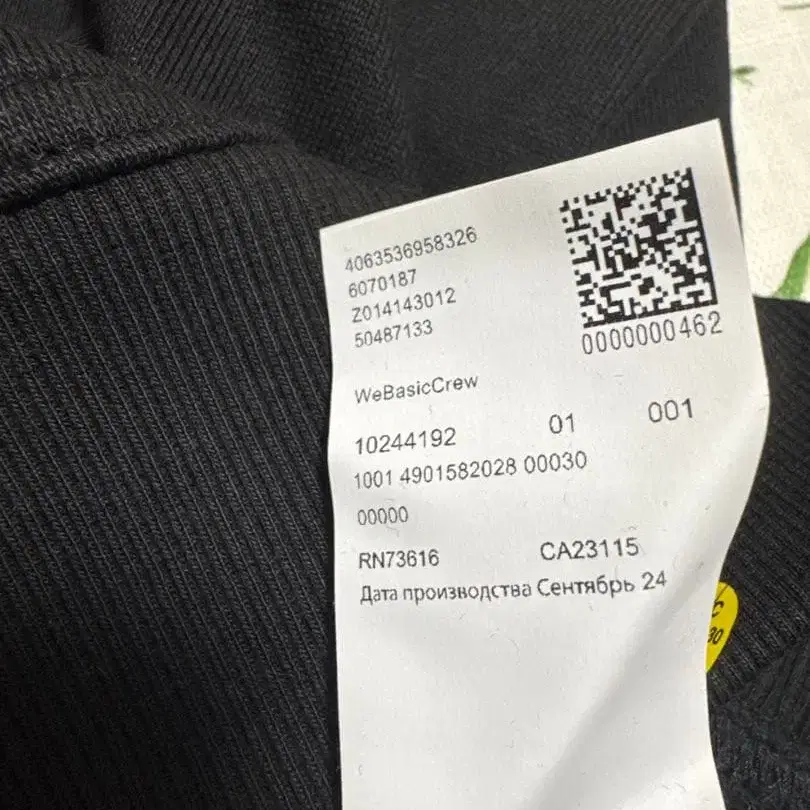 4063536958326
6070187
Z014143012
50487133
0000000462
WeBasicCrew
10244192 01 001
1001 4901582028 00030
00000
RN73616 CA23115
Дата производства Сентябрь 24
C
30